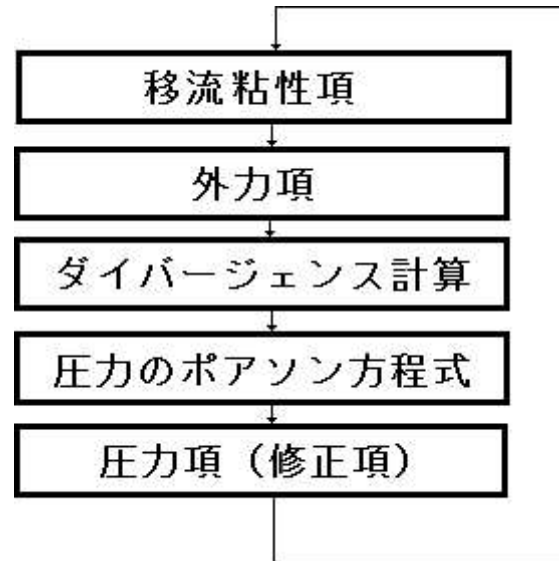 移流粘性項
外力項
ダイバージェンス計算
圧力のポアソン方程式
圧力項（修正項）